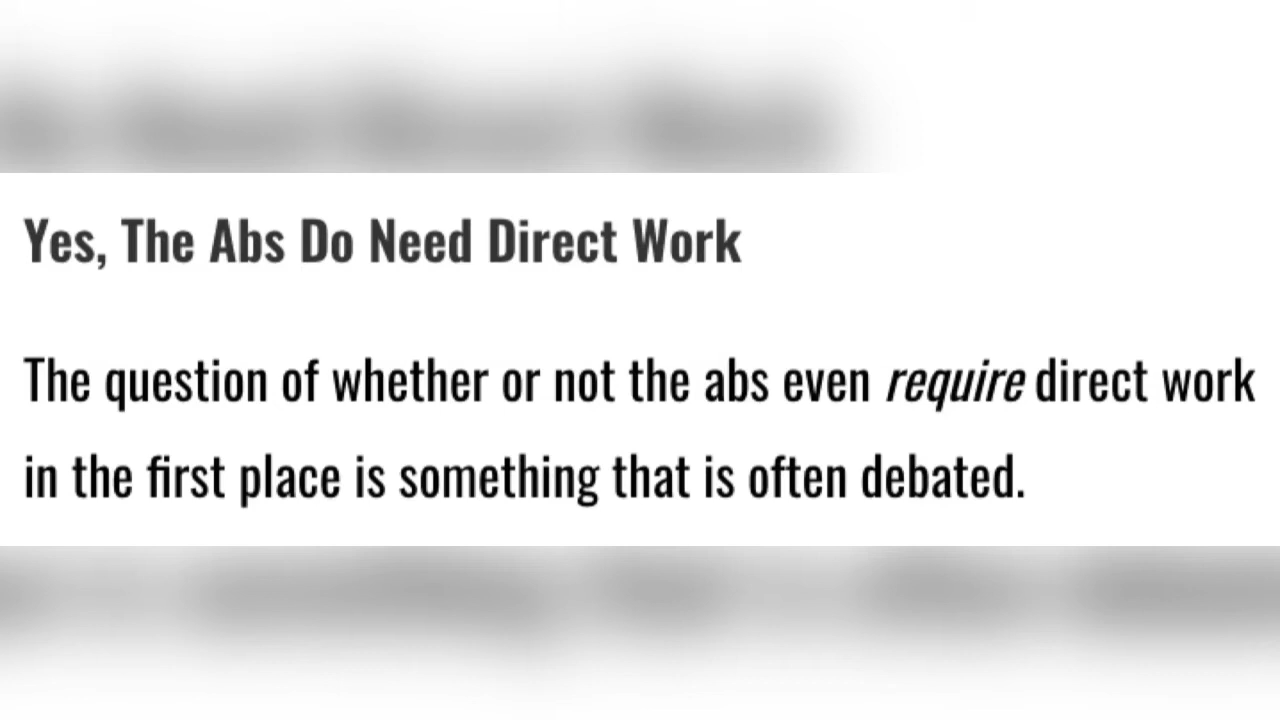 Yes, The Abs Do Need Direct Work
The question of whether or not the abs even require direct work
in the first place is something that is often debated.